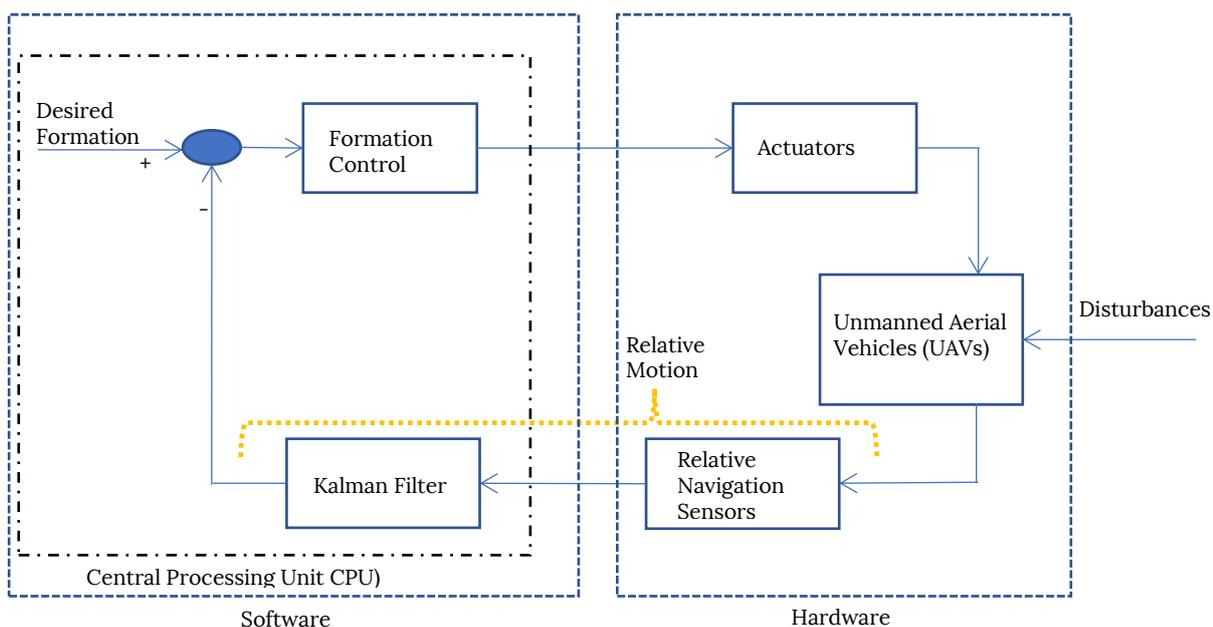 Desired
Formation
+
−
Formation
Control
Actuators
Unmanned Aerial
Vehicles (UAVs)
Disturbances
Relative
Motion
Kalman Filter
Relative
Navigation
Sensors
Central Processing Unit CPU)
Software
Hardware